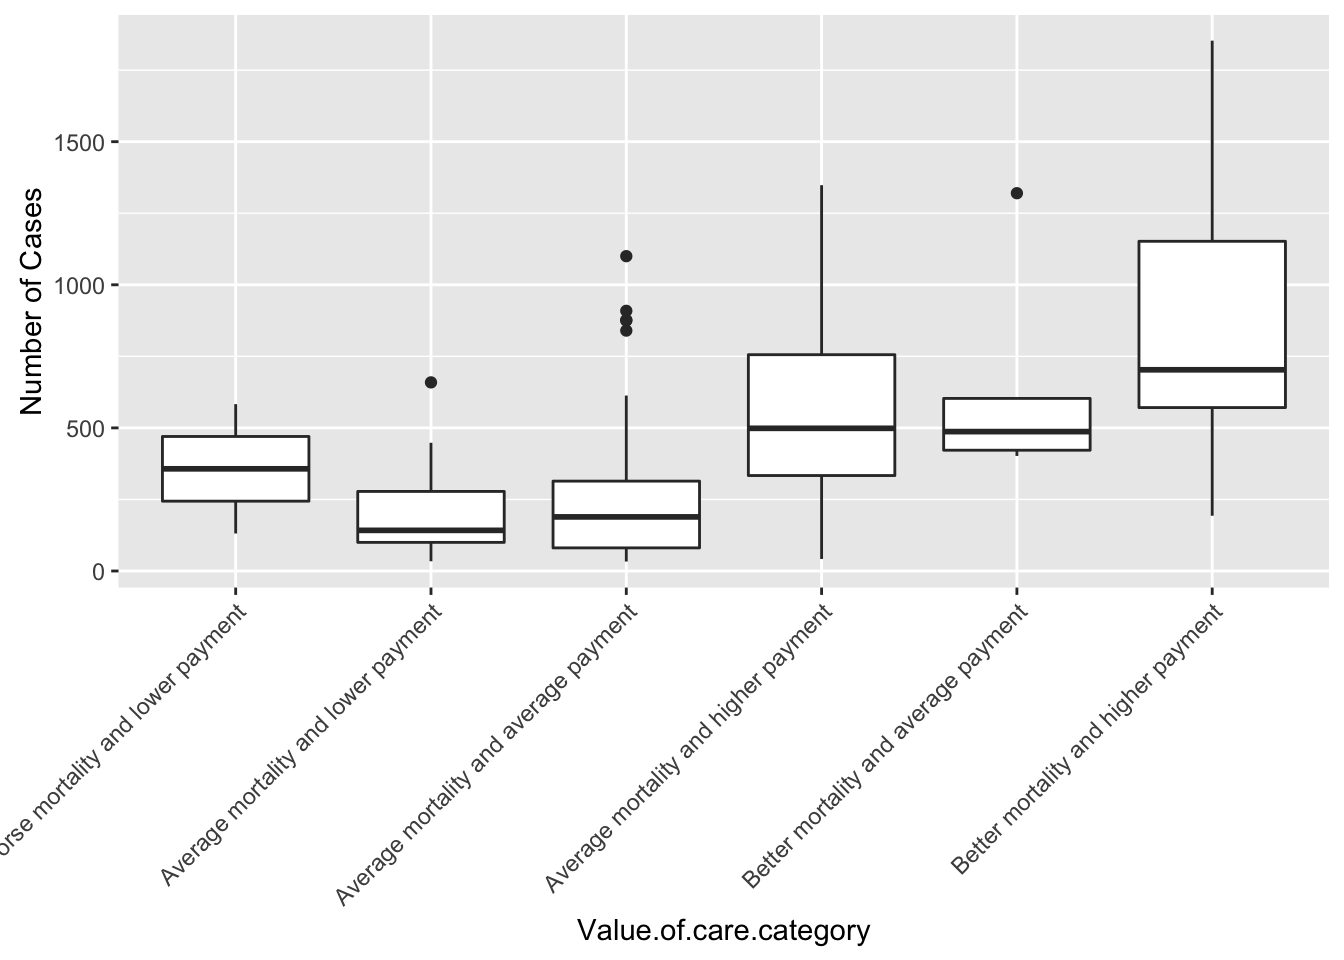 Number of Cases
1500
1000
500
0
orse mortality and lower payment
Average mortality and lower payment
Average mortality and average payment
Average mortality and higher payment
Better mortality and average payment
Better mortality and higher payment
Value.of.care.category